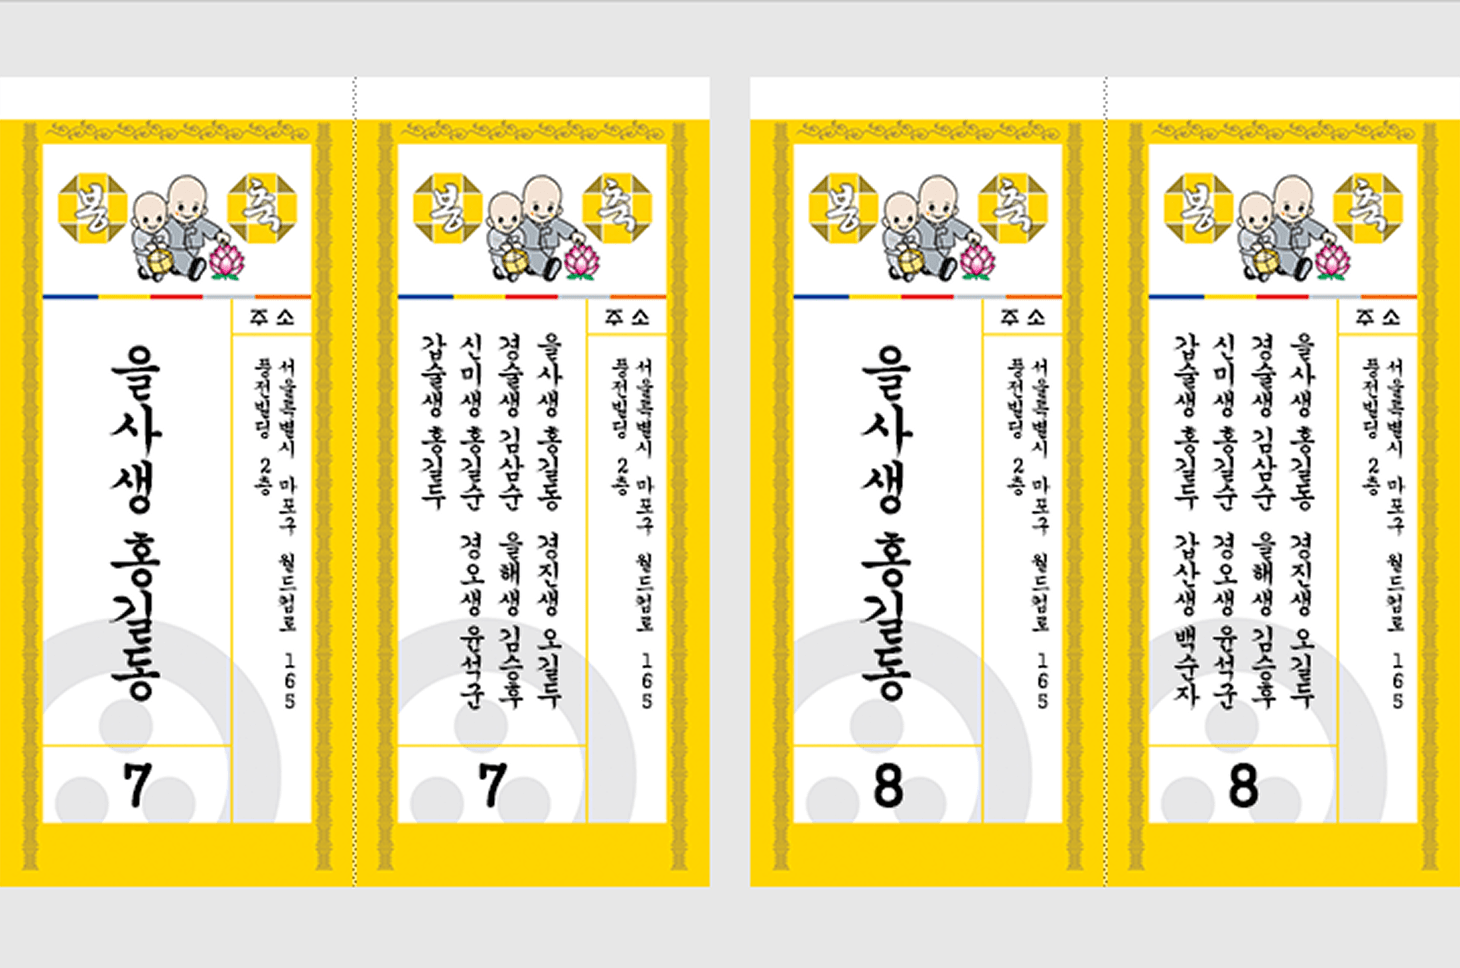 봉 축
주 소
서울특별시 마포구 월드컵로 165
풍전빌딩 2층
을사생 홍길동
7
봉 축
주 소
서울특별시 마포구 월드컵로 165
풍전빌딩 2층
을사생 홍길동 경진생 오길두
경술생 김삼순 을해생 김승후
신미생 홍길순 경오생 윤석군
갑술생 홍길두
7
봉 축
주 소
서울특별시 마포구 월드컵로 165
풍전빌딩 2층
을사생 홍길동
8
봉 축
주 소
서울특별시 마포구 월드컵로 165
풍전빌딩 2층
을사생 홍길동 경진생 오길두
경술생 김삼순 을해생 김승후
신미생 홍길순 경오생 윤석군
갑술생 홍길두 갑산생 백순자
8